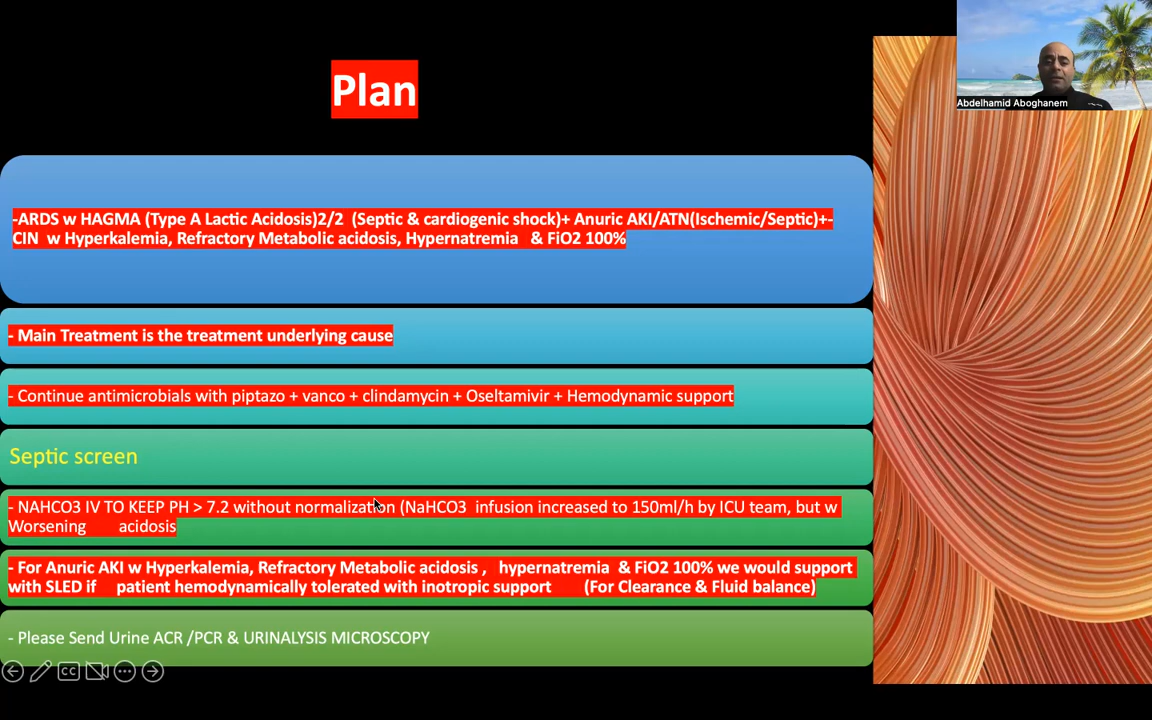 Plan
Abdelhamid Aboghanem
-ARDS w HAGMA (Type A Lactic Acidosis)2/2 (Septic & cardiogenic shock)+ Anuric AKI/ATN(Ischemic/Septic)+-
CIN w Hyperkalemia, Refractory Metabolic acidosis, Hypernatremia & FiO2 100%
- Main Treatment is the treatment underlying cause
- Continue antimicrobials with piptazo + vanco + clindamycin + Oseltamivir + Hemodynamic support
Septic screen
- NAHCO3 IV TO KEEP PH > 7.2 without normalization (NaHCO3 infusion increased to 150ml/h by ICU team, but w
Worsening acidosis
- For Anuric AKI w Hyperkalemia, Refractory Metabolic acidosis , hypernatremia & FiO2 100% we would support
with SLED if patient hemodynamically tolerated with inotropic support (For Clearance & Fluid balance)
- Please Send Urine ACR /PCR & URINALYSIS MICROSCOPY
CC